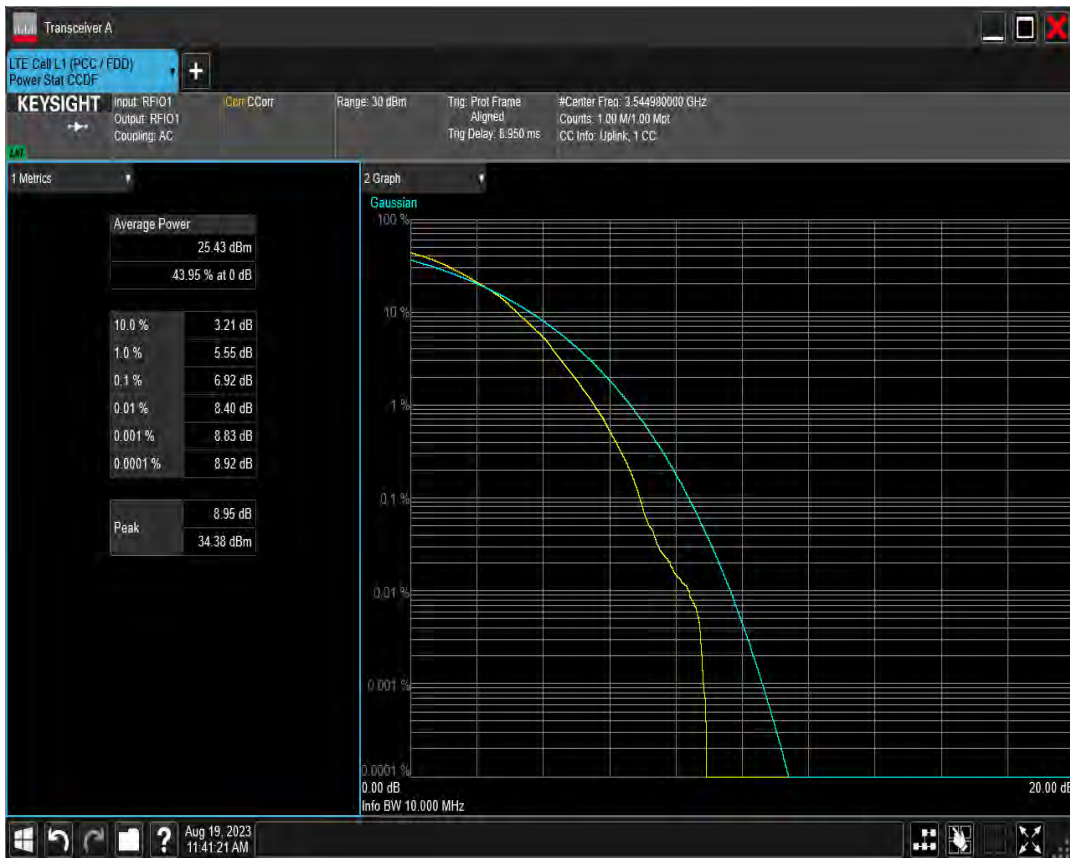 Transceiver A
LTE Cell L1 (PCC / FDD)
Power Stat CCDF
+
KEYSIGHT
Input: RFIO1
Output: RFIO1
Coupling: AC
Corr CCorr
Range: 30 dBm
Trig: Prot Frame
Aligned
Trig Delay: 8.950 ms
#Center Freq: 3.544980000 GHz
Counts: 1.00 M/1.00 Mpt
CC Info: Uplink, 1 CC
LXI
1 Metrics
Average Power
25.43 dBm
43.95 % at 0 dB
10.0 % 3.21 dB
1.0 % 5.55 dB
0.1 % 6.92 dB
0.01 % 8.40 dB
0.001 % 8.83 dB
0.0001 % 8.92 dB
Peak
8.95 dB
34.38 dBm
2 Graph
Gaussian
100 %
10 %
1 %
0.1 %
0.01 %
0.001 %
0.0001 %
0.00 dB
20.00 dB
Info BW 10.000 MHz
?
Aug 19, 2023
11:41:21 AM